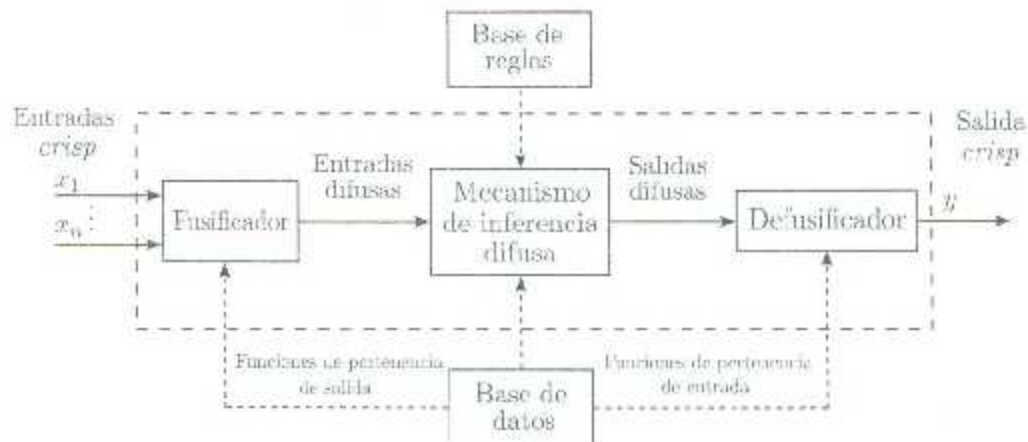 Base de
reglas
Entradas
crisp
x1
xn
Fusificador
Entradas
difusas
Mecanismo
de inferencia
difusa
Salidas
difusas
Defusificador
Salida
crisp
y
Funciones de pertenencia
de salida
Base de
datos
Funciones de pertenencia
de entrada